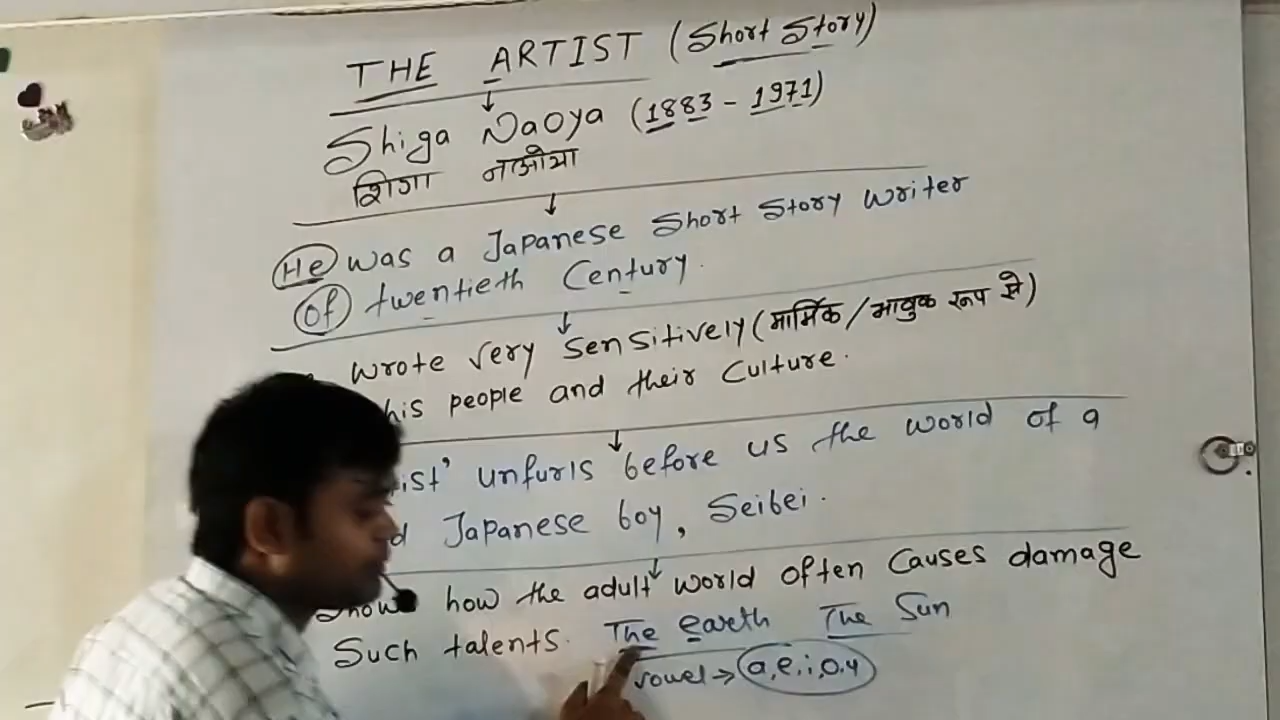 THE ARTIST (Short Story)
Shiga Naoya (1883 - 1971)
शिगा नाओया
He was a Japanese Short Story Writer
of twentieth Century.
wrote very Sensitively (मार्मिक/भावुक रूप से)
his people and their Culture.
unfurls before us the world of a
Japanese boy, Seibei.
how the adult world often Causes damage
Such talents. The earth The Sun
vowel → a, e, i, o, u